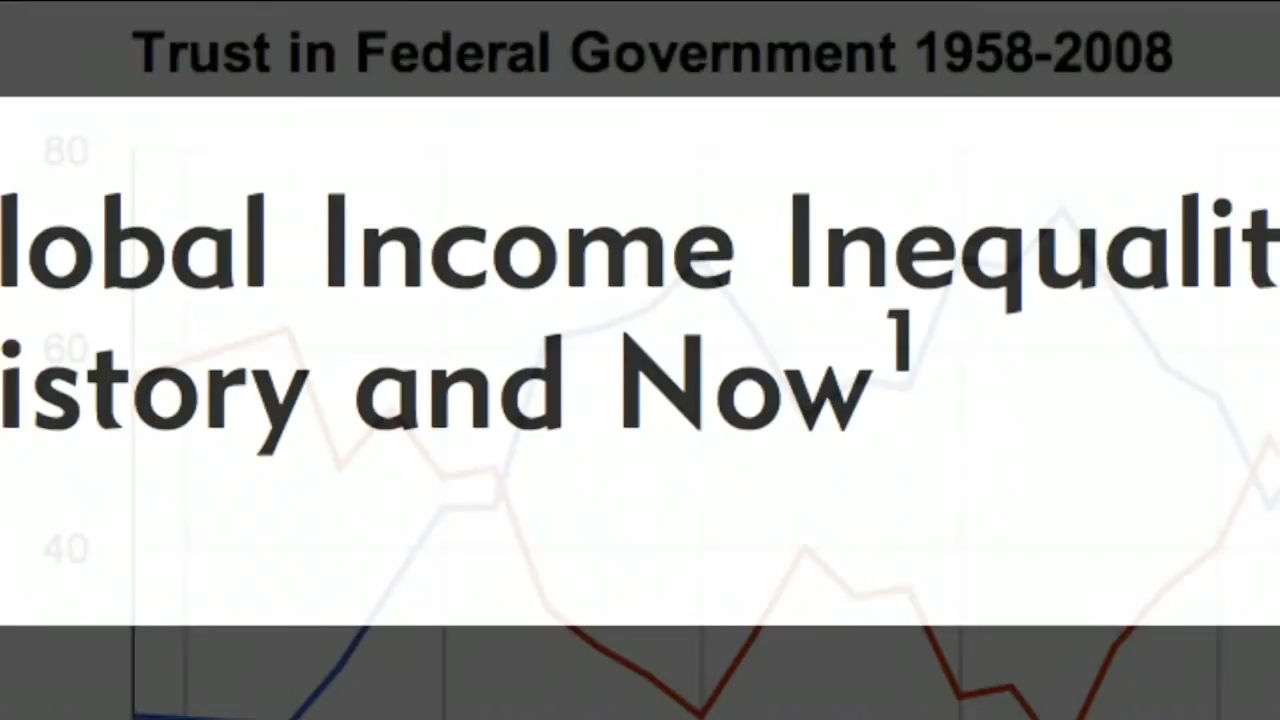 Trust in Federal Government 1958-2008
80
lobal Income Inequalit
istory and Now1
60
40